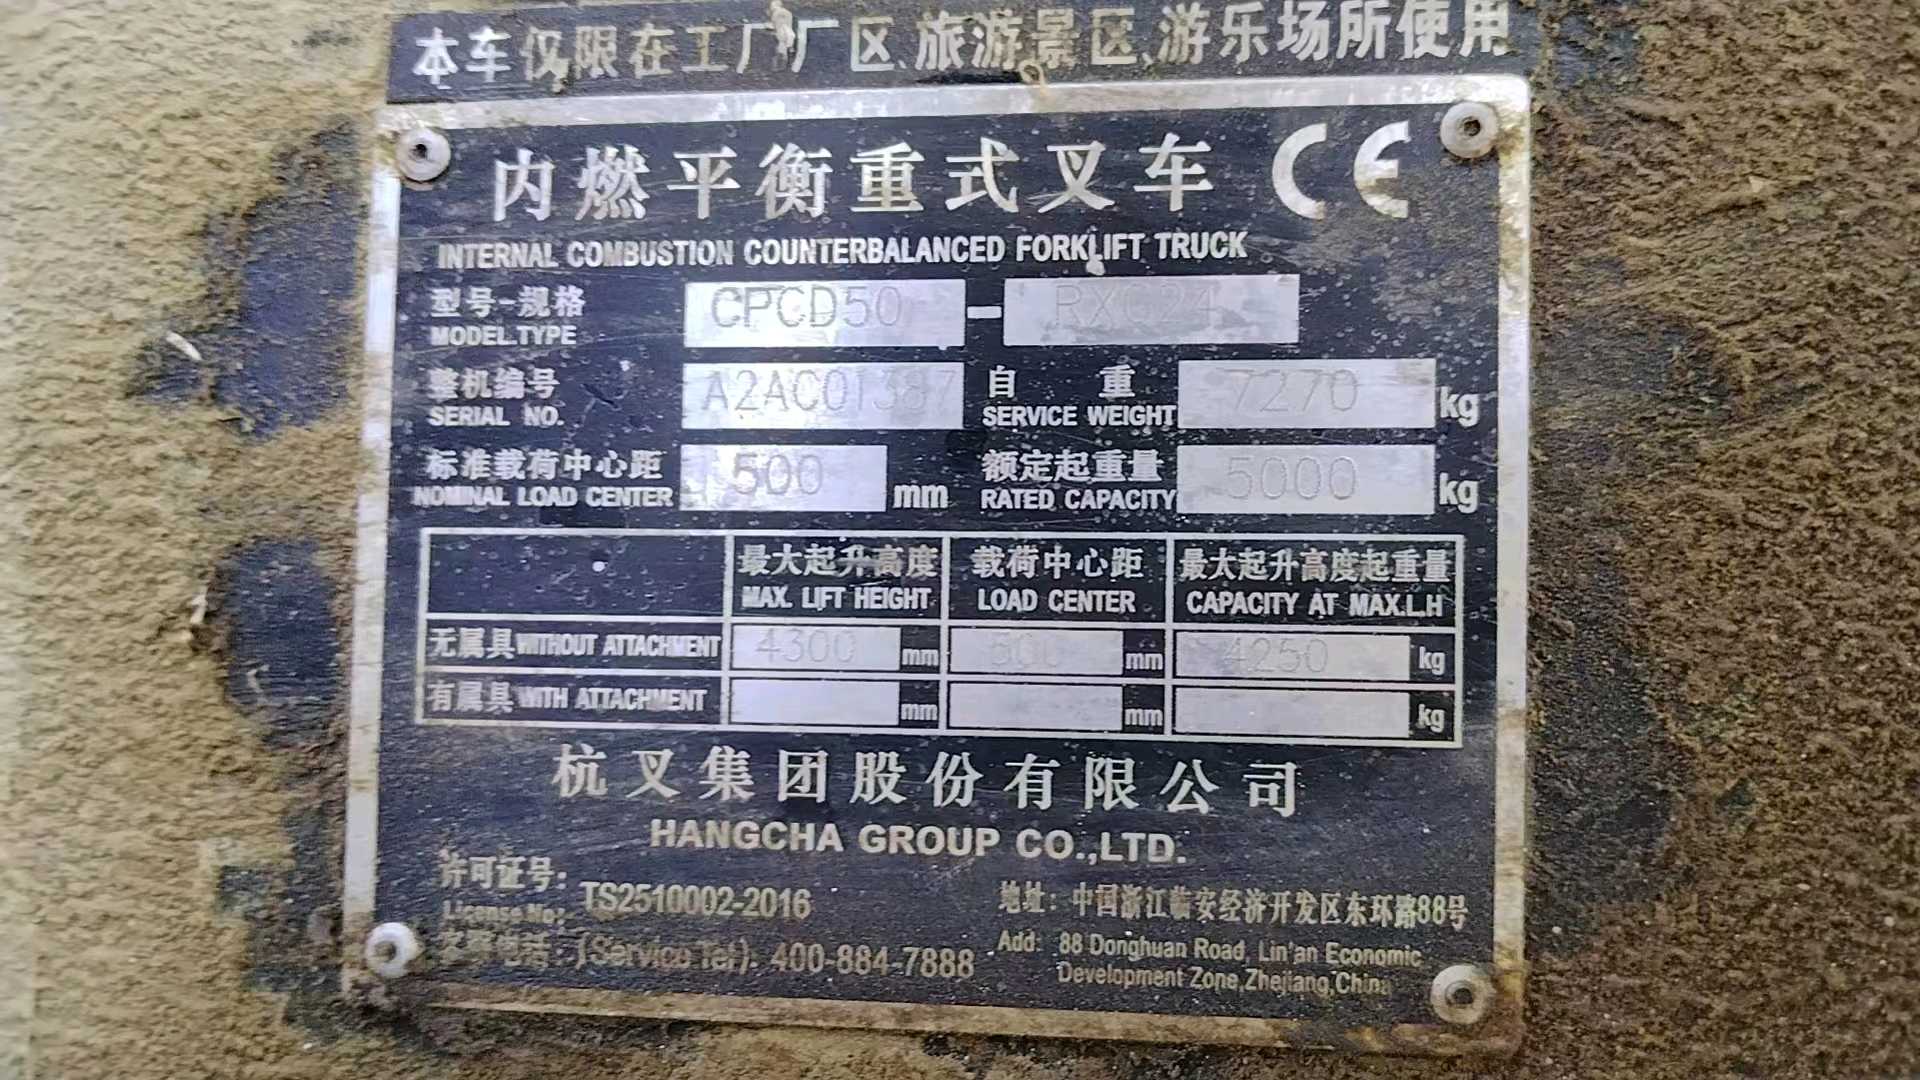 本车仅限在工厂厂区、旅游景区、游乐场所使用
内燃平衡重式叉车 CE
INTERNAL COMBUSTION COUNTERBALANCED FORKLIFT TRUCK
型号-规格 CPCD50 - RXC24
MODEL.TYPE
整机编号 A2AC01387 自重 7270 kg
SERIAL NO. SERVICE WEIGHT
标准载荷中心距 500 mm 额定起重量 5000 kg
NOMINAL LOAD CENTER RATED CAPACITY
最大起升高度 载荷中心距 最大起升高度起重量
MAX. LIFT HEIGHT LOAD CENTER CAPACITY AT MAX.L.H
无属具 WITHOUT ATTACHMENT 4300 mm 500 mm 4250 kg
有属具 WITH ATTACHMENT mm mm kg
杭叉集团股份有限公司
HANGCHA GROUP CO.,LTD.
许可证号: TS2510002-2016 地址: 中国浙江临安经济开发区东环路88号
License No:
电话: (Service Tel): 400-884-7888 Add: 88 Donghuan Road, Lin'an Economic
Development Zone,Zhejiang,China